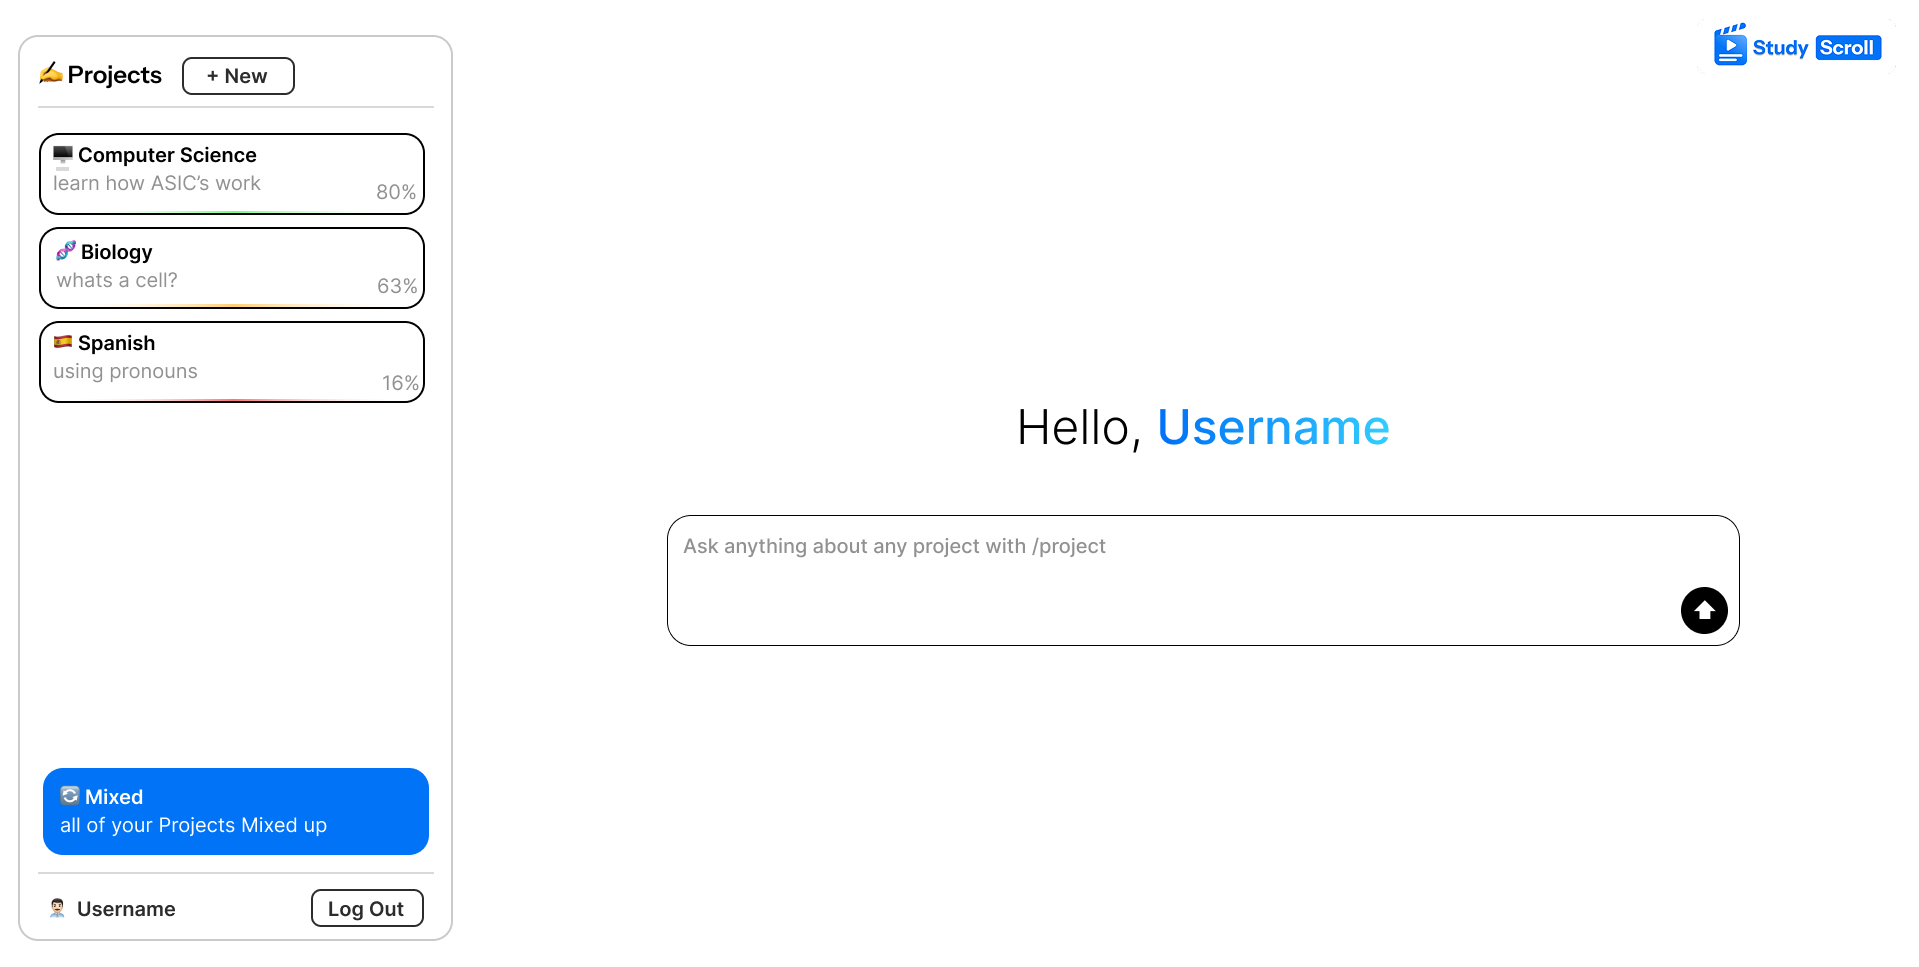 Projects
+ New
Computer Science
learn how ASIC's work
80%
Biology
whats a cell?
63%
Spanish
using pronouns
16%
Mixed
all of your Projects Mixed up
Username
Log Out
Study Scroll
Hello, Username
Ask anything about any project with /project